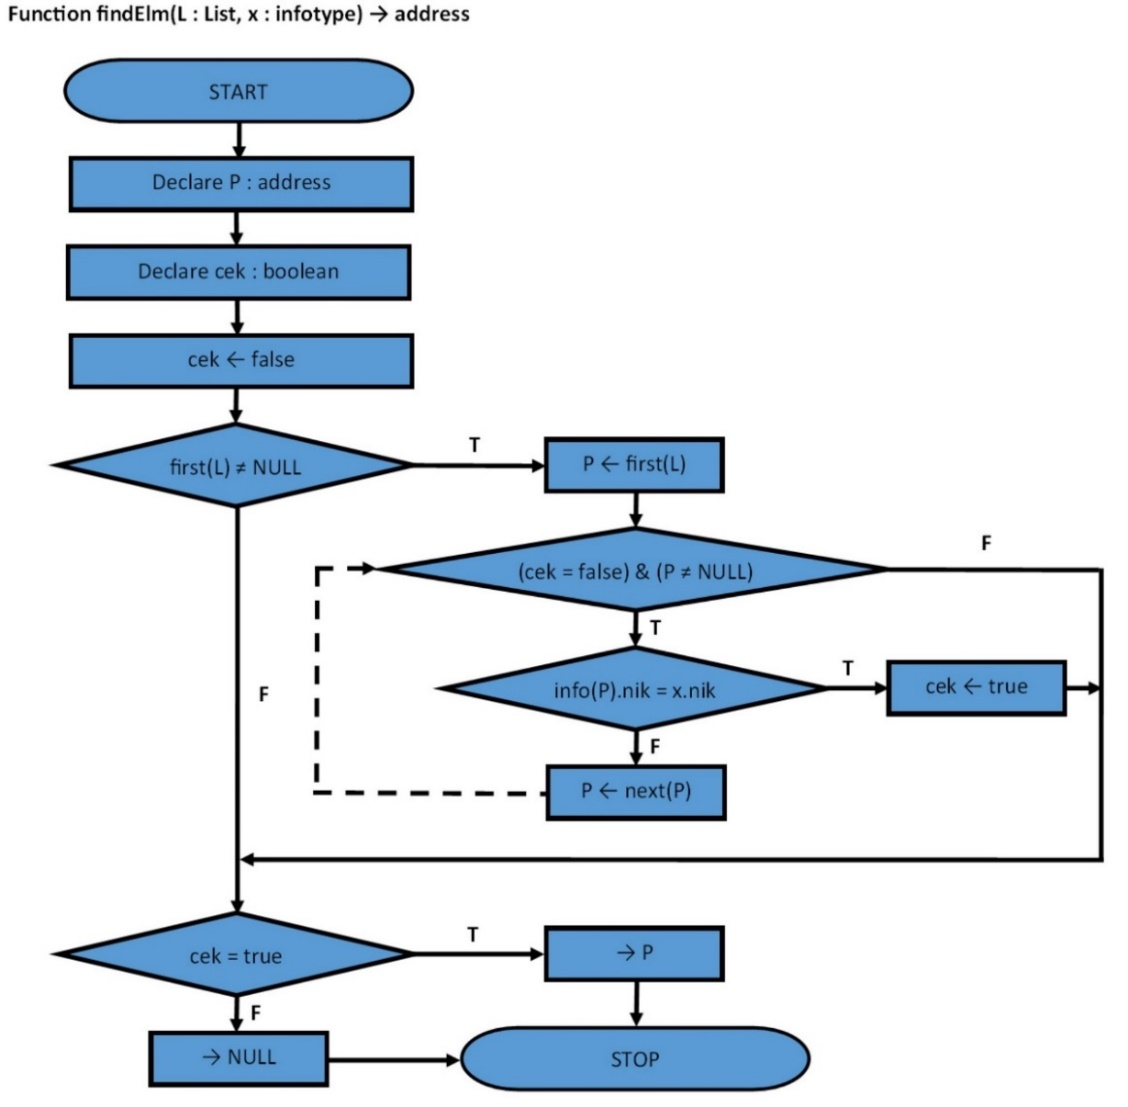 Function findElm(L : List, x : infotype) → address
START
Declare P : address
Declare cek : boolean
cek ← false
first(L) ≠ NULL
T
P ← first(L)
(cek = false) & (P ≠ NULL)
F
T
info(P).nik = x.nik
T
cek ← true
F
F
P ← next(P)
cek = true
T
→ P
F
→ NULL
STOP